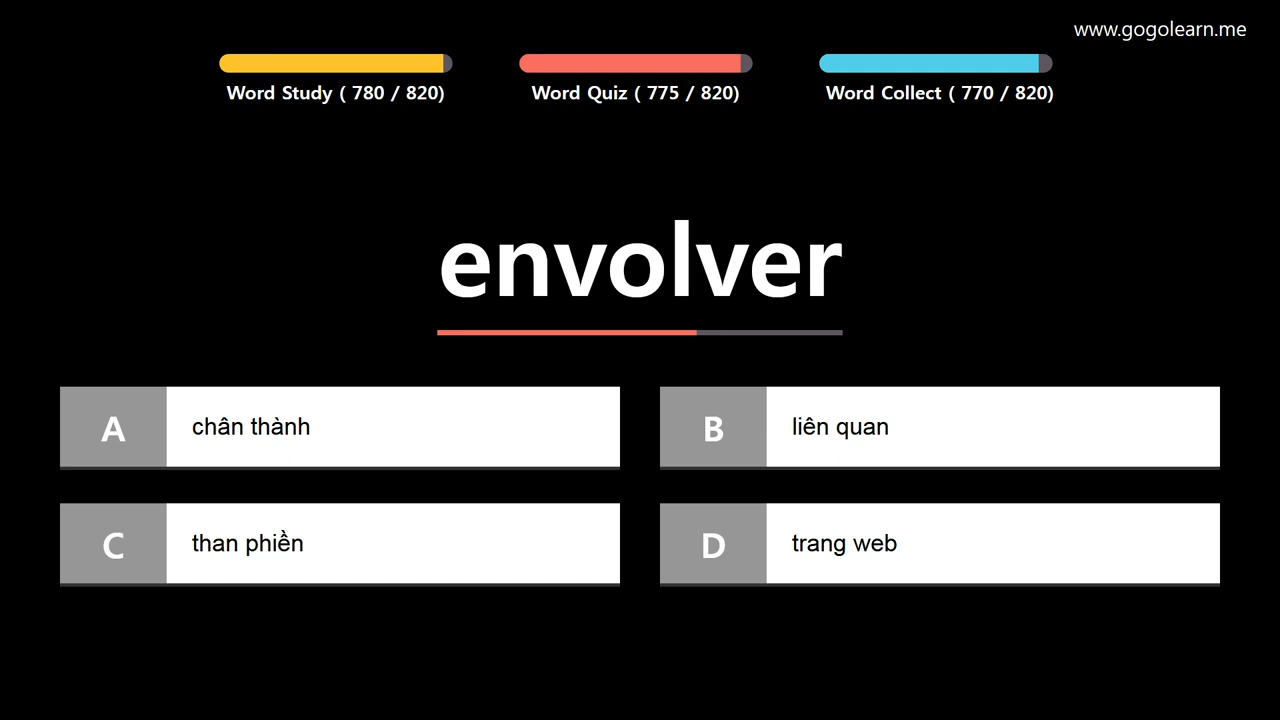 www.gogolearn.me
Word Study ( 780 / 820)
Word Quiz ( 775 / 820)
Word Collect ( 770 / 820)
envolver
A chân thành
B liên quan
C than phiền
D trang web